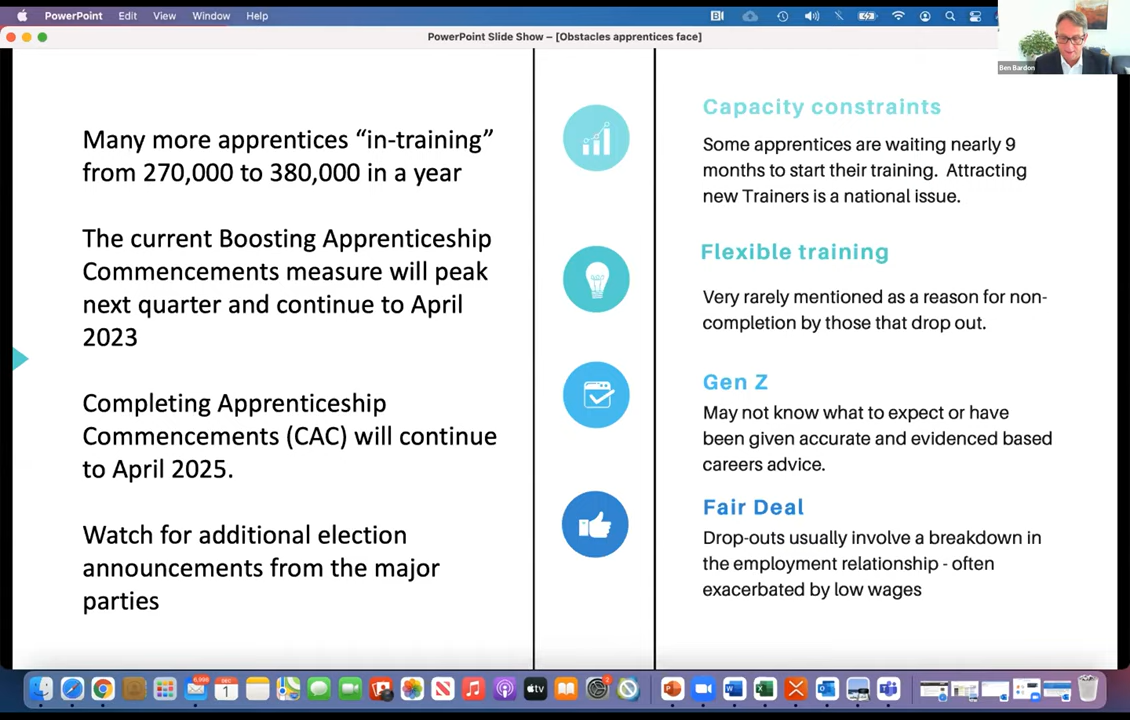 PowerPoint Edit View Window Help
PowerPoint Slide Show – [Obstacles apprentices face]
Ben Bardon
Many more apprentices “in-training”
from 270,000 to 380,000 in a year
The current Boosting Apprenticeship
Commencements measure will peak
next quarter and continue to April
2023
Completing Apprenticeship
Commencements (CAC) will continue
to April 2025.
Watch for additional election
announcements from the major
parties
Capacity constraints
Some apprentices are waiting nearly 9
months to start their training. Attracting
new Trainers is a national issue.
Flexible training
Very rarely mentioned as a reason for non-
completion by those that drop out.
Gen Z
May not know what to expect or have
been given accurate and evidenced based
careers advice.
Fair Deal
Drop-outs usually involve a breakdown in
the employment relationship - often
exacerbated by low wages
DEC
1
tv